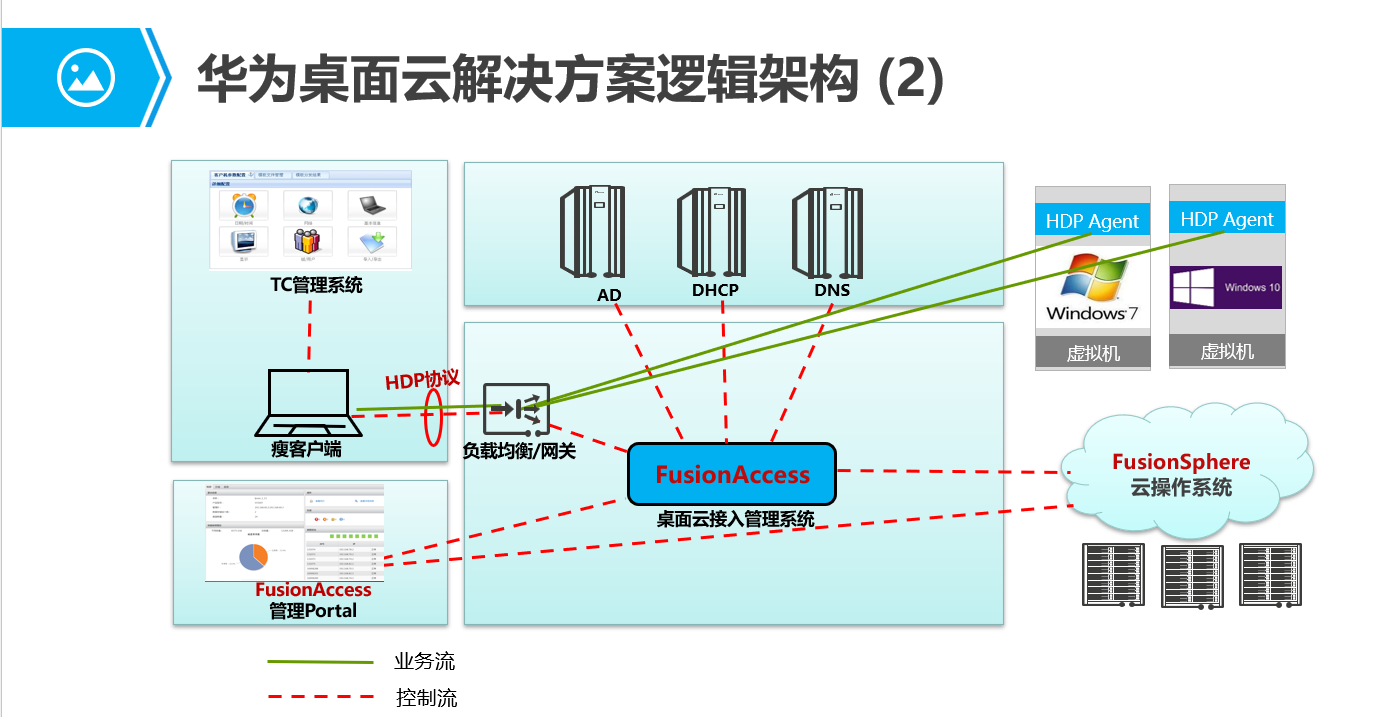 华为桌面云解决方案逻辑架构 (2)
TC管理系统
AD
DHCP
DNS
HDP Agent
HDP Agent
Windows 7
Windows 10
虚拟机
虚拟机
HDP协议
瘦客户端
负载均衡/网关
FusionAccess
桌面云接入管理系统
FusionSphere
云操作系统
FusionAccess
管理Portal
业务流
控制流